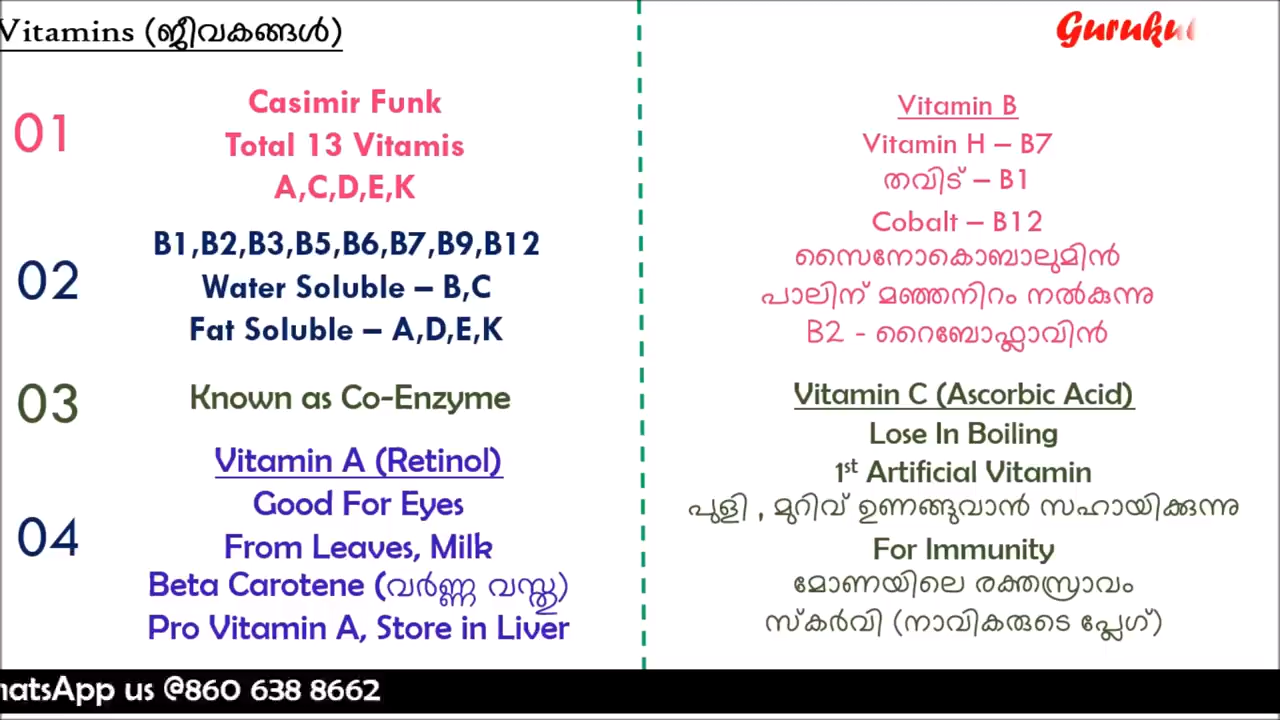 Vitamins (ജീവകങ്ങൾ)
01
Casimir Funk
Total 13 Vitamis
A,C,D,E,K
02
B1,B2,B3,B5,B6,B7,B9,B12
Water Soluble – B,C
Fat Soluble – A,D,E,K
03
Known as Co-Enzyme
04
Vitamin A (Retinol)
Good For Eyes
From Leaves, Milk
Beta Carotene (വർണ്ണ വസ്തു)
Pro Vitamin A, Store in Liver
Guruku
Vitamin B
Vitamin H – B7
തവിട് – B1
Cobalt – B12
സൈനോകൊബാലുമിൻ
പാലിന് മഞ്ഞനിറം നൽകുന്നു
B2 - റൈബോഫ്ലാവിൻ
Vitamin C (Ascorbic Acid)
Lose In Boiling
1st Artificial Vitamin
പുളി , മുറിവ് ഉണങ്ങുവാൻ സഹായിക്കുന്നു
For Immunity
മോണയിലെ രക്തസ്രാവം
സ്കർവി (നാവികരുടെ പ്ലേഗ്)
hatsApp us @860 638 8662